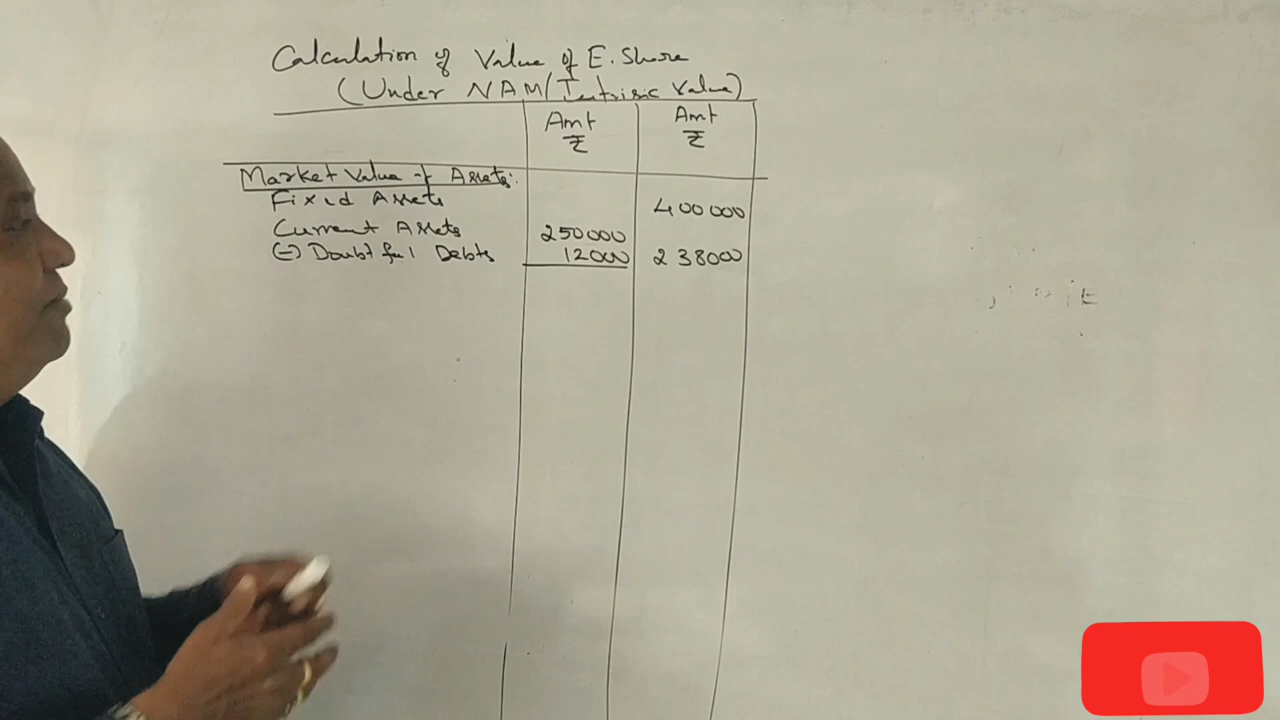 Calculation of Value of E. Share
(Under NAM/Intrisic Value)
Amt Amt
₹ ₹
Market Value of Assets:
Fixed Assets 400000
Current Assets 250000
(-) Doubtful Debts 12000 238000